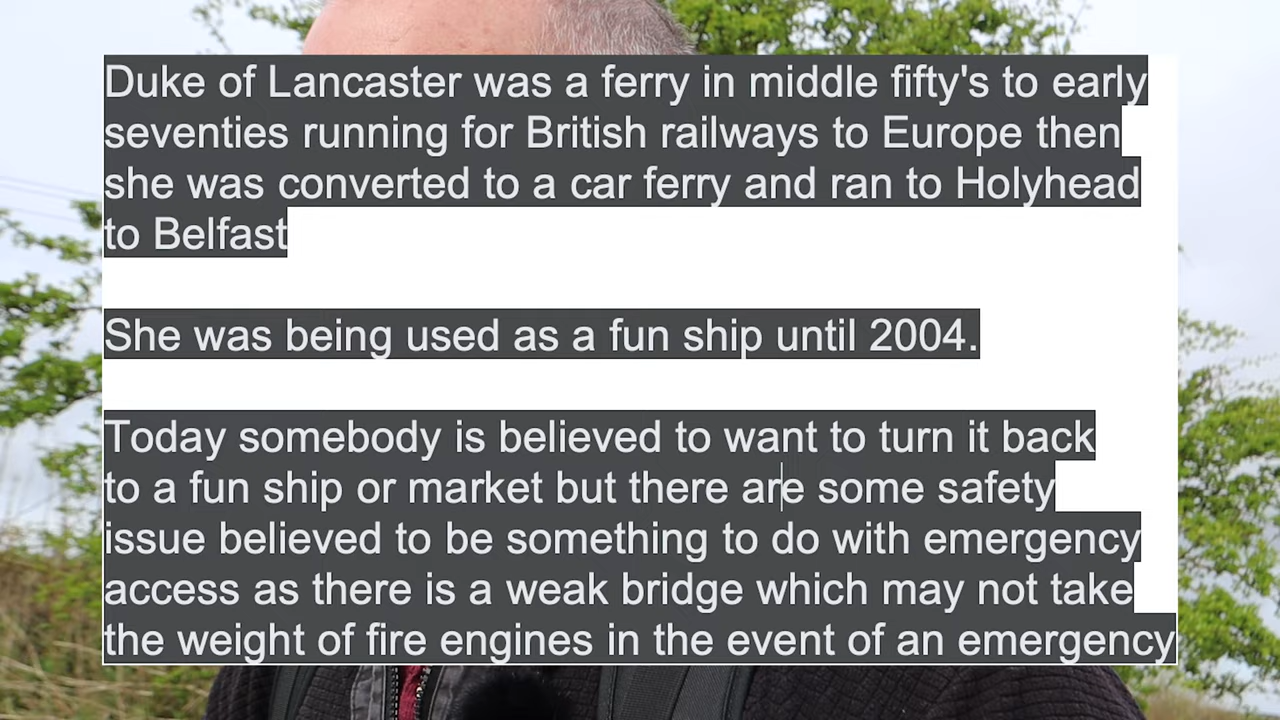 Duke of Lancaster was a ferry in middle fifty's to early
seventies running for British railways to Europe then
she was converted to a car ferry and ran to Holyhead
to Belfast
She was being used as a fun ship until 2004.
Today somebody is believed to want to turn it back
to a fun ship or market but there are some safety
issue believed to be something to do with emergency
access as there is a weak bridge which may not take
the weight of fire engines in the event of an emergency